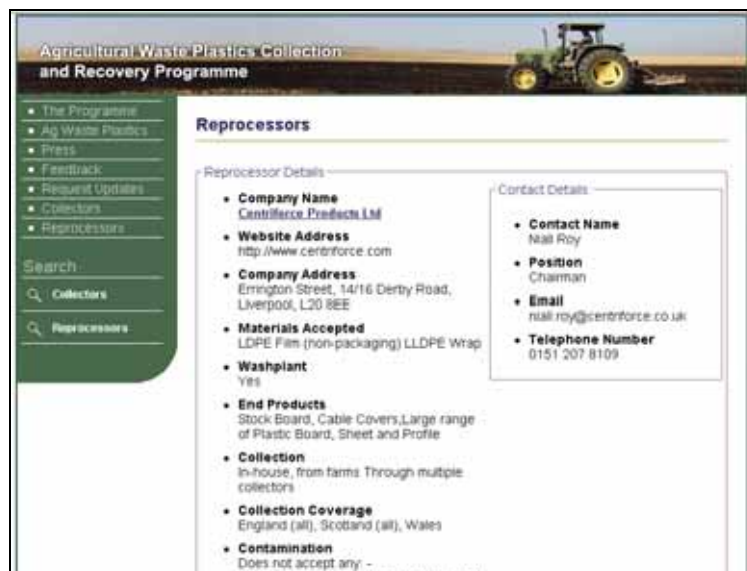 Agricultural Waste Plastics Collection
and Recovery Programme
The Programme
Ag Waste Plastics
Press
Feedback
Request Updates
Collectors
Reprocessors
Search
Collectors
Reprocessors
Reprocessors
Reprocessor Details
Company Name
Centriforce Products Ltd
Website Address
http://www.centriforce.com
Company Address
Errington Street, 14/16 Derby Road,
Liverpool, L20 8EE
Materials Accepted
LDPE Film (non-packaging) LLDPE Wrap
Washplant
Yes
End Products
Stock Board, Cable Covers,Large range
of Plastic Board, Sheet and Profile
Collection
In-house, from farms Through multiple
collectors
Collection Coverage
England (all), Scotland (all), Wales
Contamination
Does not accept any: -
Contact Details
Contact Name
Niall Roy
Position
Chairman
Email
niall.roy@centriforce.co.uk
Telephone Number
0151 207 8109